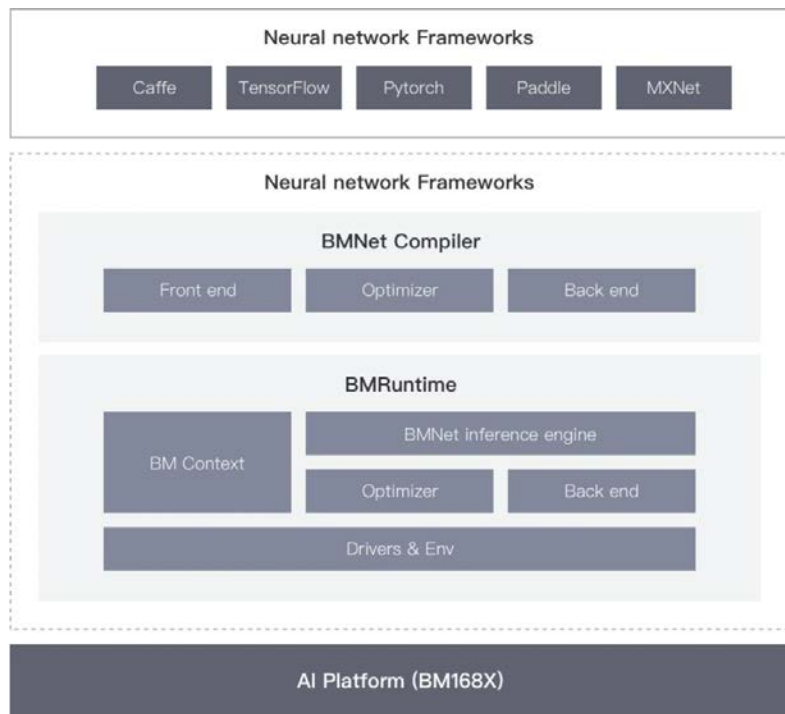 Neural network Frameworks
Caffe TensorFlow Pytorch Paddle MXNet
Neural network Frameworks
BMNet Compiler
Front end Optimizer Back end
BMRuntime
BM Context
BMNet inference engine
Optimizer Back end
Drivers & Env
AI Platform (BM168X)